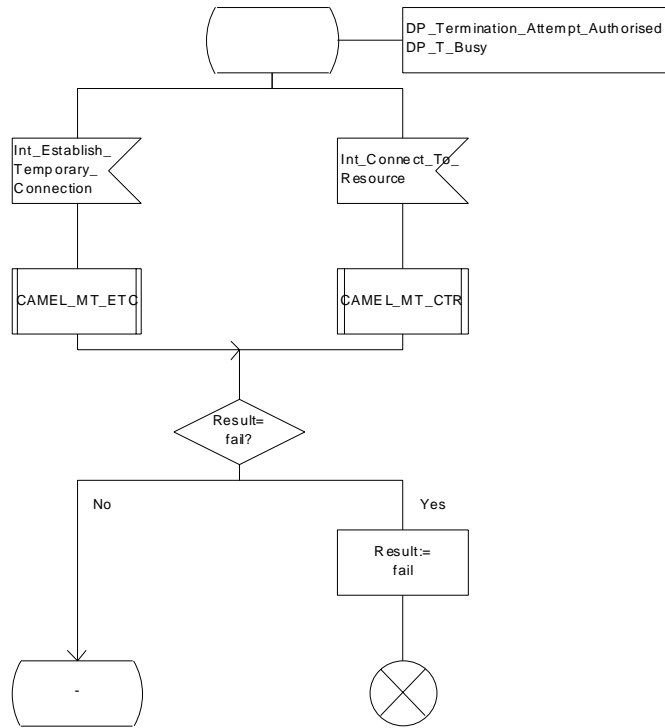 DP_Termination_Attempt_Authorised
DP_T_Busy
Int_Establish_
Temporary_
Connection
Int_Connect_To_
Resource
CAMEL_MT_ETC
CAMEL_MT_CTR
Result=
fail?
No
Yes
Result:=
fail
-